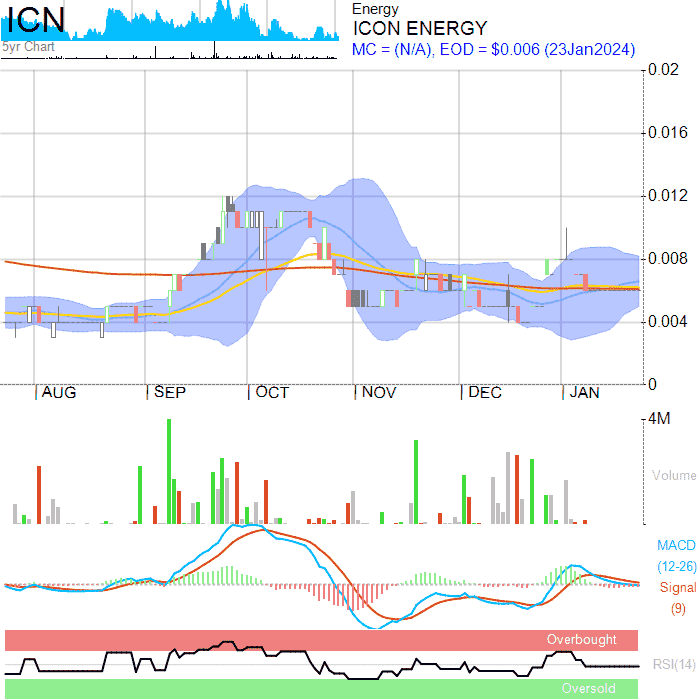 ICN
5yr Chart
Energy
ICON ENERGY
MC = (N/A), EOD = $0.006 (23Jan2024)
0.02
0.016
0.012
0.008
0.004
0
AUG SEP OCT NOV DEC JAN
4M
Volume
MACD
(12-26)
Signal
(9)
Overbought
RSI(14)
Oversold